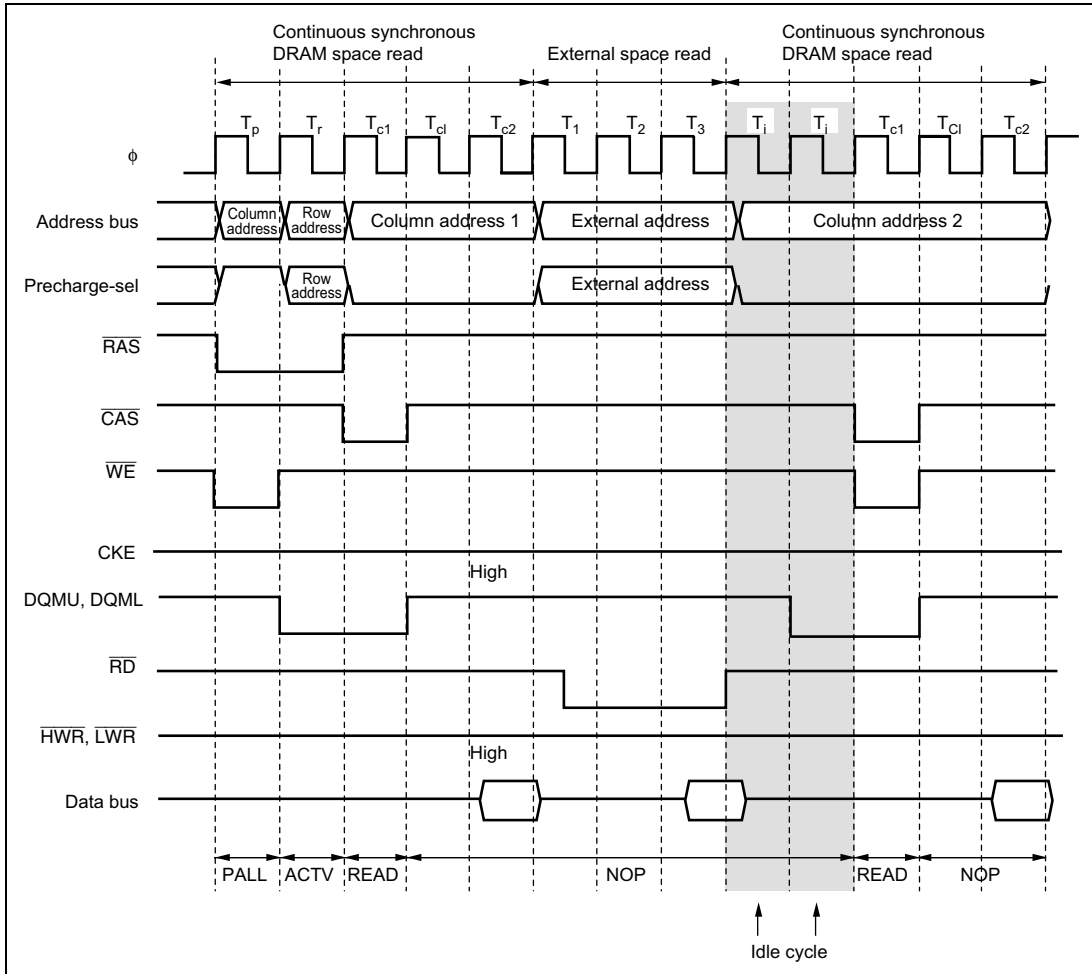 Continuous synchronous
DRAM space read
External space read
Continuous synchronous
DRAM space read
Tp Tr Tc1 Tcl Tc2 T1 T2 T3 Ti Ti Tc1 TCl Tc2
ϕ
Address bus
Column address
Row address
Column address 1
External address
Column address 2
Precharge-sel
Row address
External address
RAS
CAS
WE
CKE
High
DQMU, DQML
RD
HWR, LWR
High
Data bus
PALL ACTV READ NOP READ NOP
Idle cycle